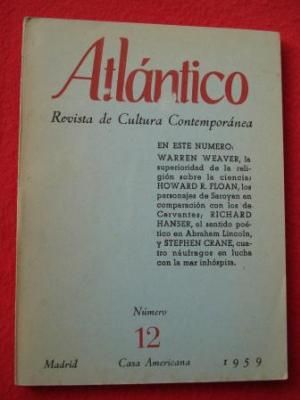 Atlántico
Revista de Cultura Contemporánea
EN ESTE NUMERO:
WARREN WEAVER, la
superioridad de la reli-
gión sobre la ciencia;
HOWARD R. FLOAN, los
personajes de Saroyan en
comparación con los de
Cervantes; RICHARD
HANSER, el sentido poé-
tico en Abraham Lincoln,
y STEPHEN CRANE, cua-
tro náufragos en lucha
con la mar inhóspita.
Número
12
Madrid Casa Americana 1959